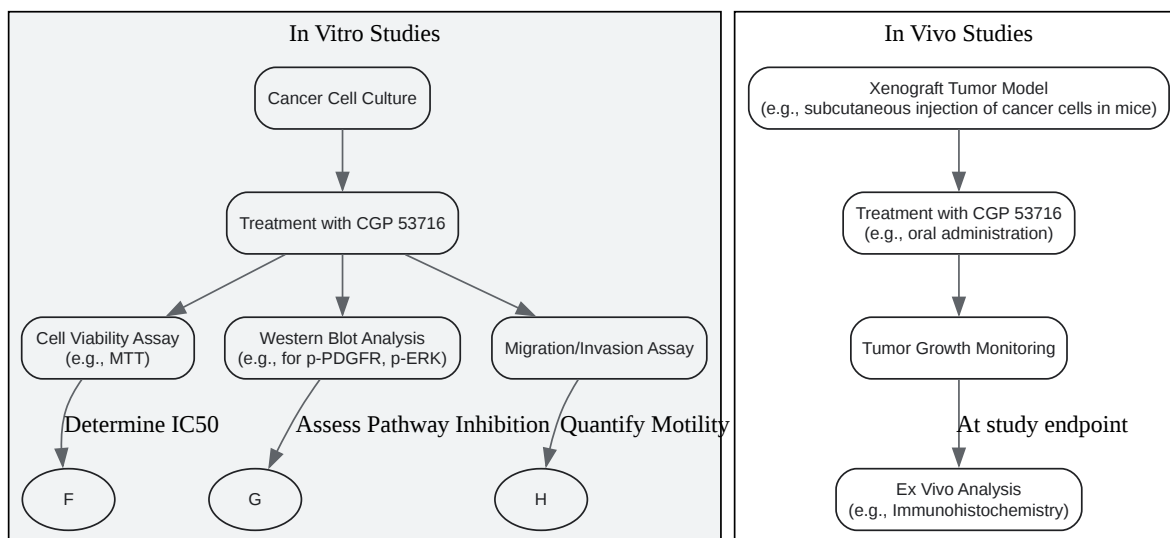 In Vitro Studies
Cancer Cell Culture
Treatment with CGP 53716
Cell Viability Assay
(e.g., MTT)
Western Blot Analysis
(e.g., for p-PDGFR, p-ERK)
Migration/Invasion Assay
Determine IC50
Assess Pathway Inhibition
Quantify Motility
F
G
H
In Vivo Studies
Xenograft Tumor Model
(e.g., subcutaneous injection of cancer cells in mice)
Treatment with CGP 53716
(e.g., oral administration)
Tumor Growth Monitoring
At study endpoint
Ex Vivo Analysis
(e.g., Immunohistochemistry)